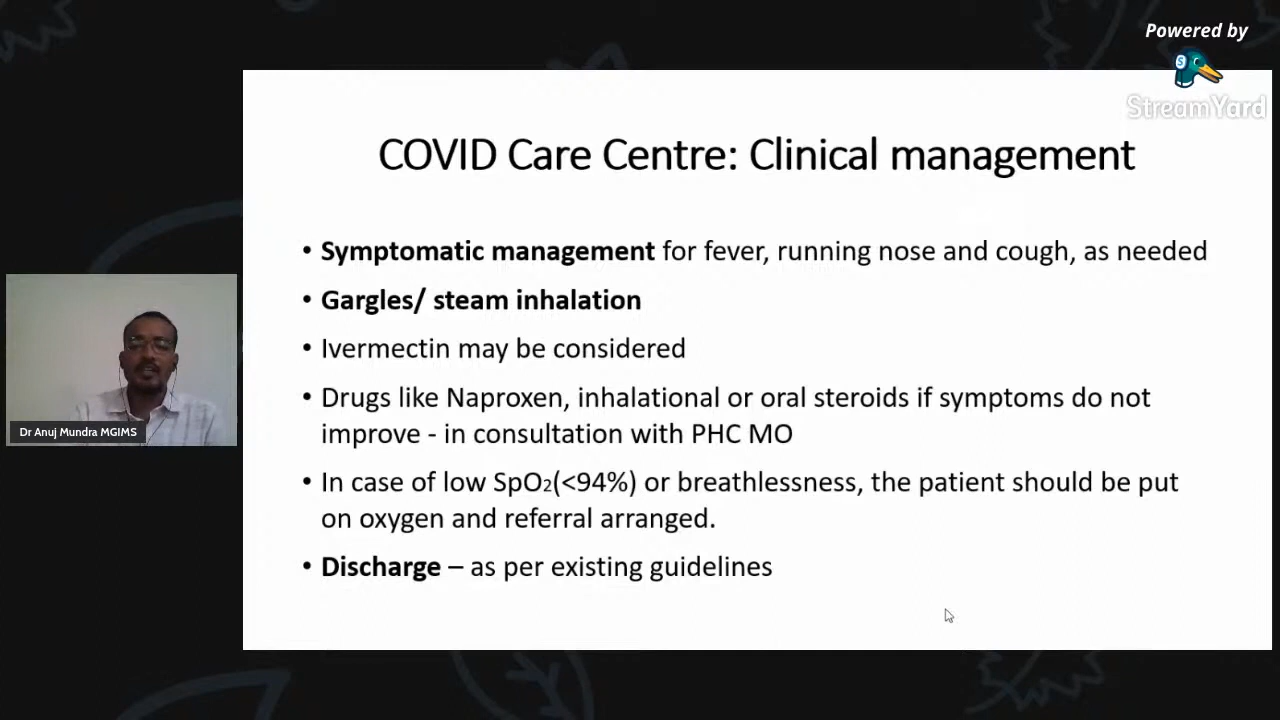 Powered by
StreamYard
COVID Care Centre: Clinical management
• Symptomatic management for fever, running nose and cough, as needed
• Gargles/ steam inhalation
• Ivermectin may be considered
• Drugs like Naproxen, inhalational or oral steroids if symptoms do not
improve - in consultation with PHC MO
• In case of low SpO₂(<94%) or breathlessness, the patient should be put
on oxygen and referral arranged.
• Discharge – as per existing guidelines
Dr Anuj Mundra MGIMS